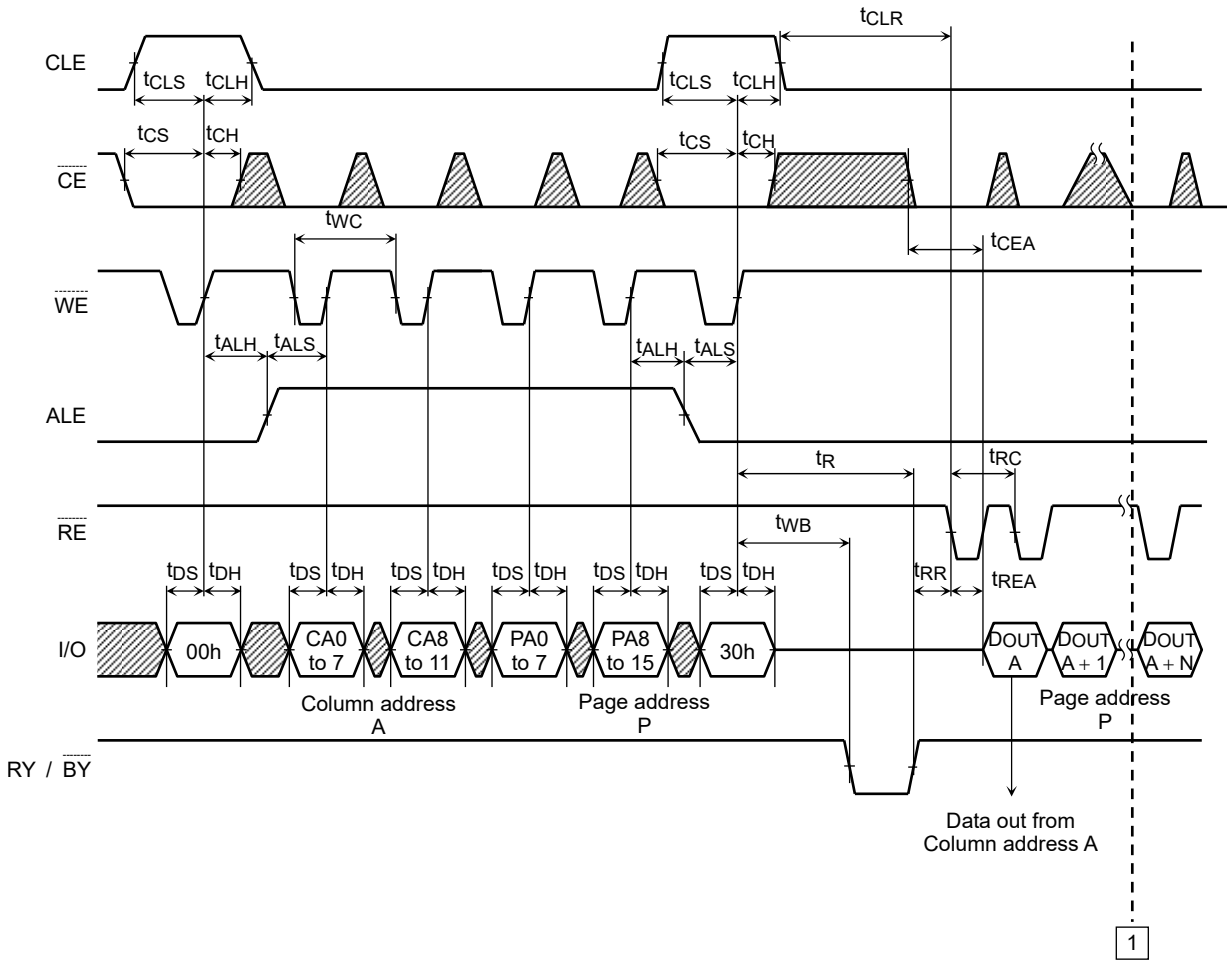 tCLR
CLE
tCLS tCLH tCLS tCLH
tCS tCH tCS tCH
CE
tWC
tCEA
WE
tALH tALS tALH tALS
ALE
tR tRC
RE
tWB
tDS tDH tDS tDH tDS tDH tDS tDH tDS tDH tDS tDH tRR tREA
I/O
00h
CA0 to 7
CA8 to 11
PA0 to 7
PA8 to 15
30h
DOUT A
DOUT A + 1
DOUT A + N
Column address
A
Page address
P
Page address
P
RY / BY
Data out from
Column address A
1